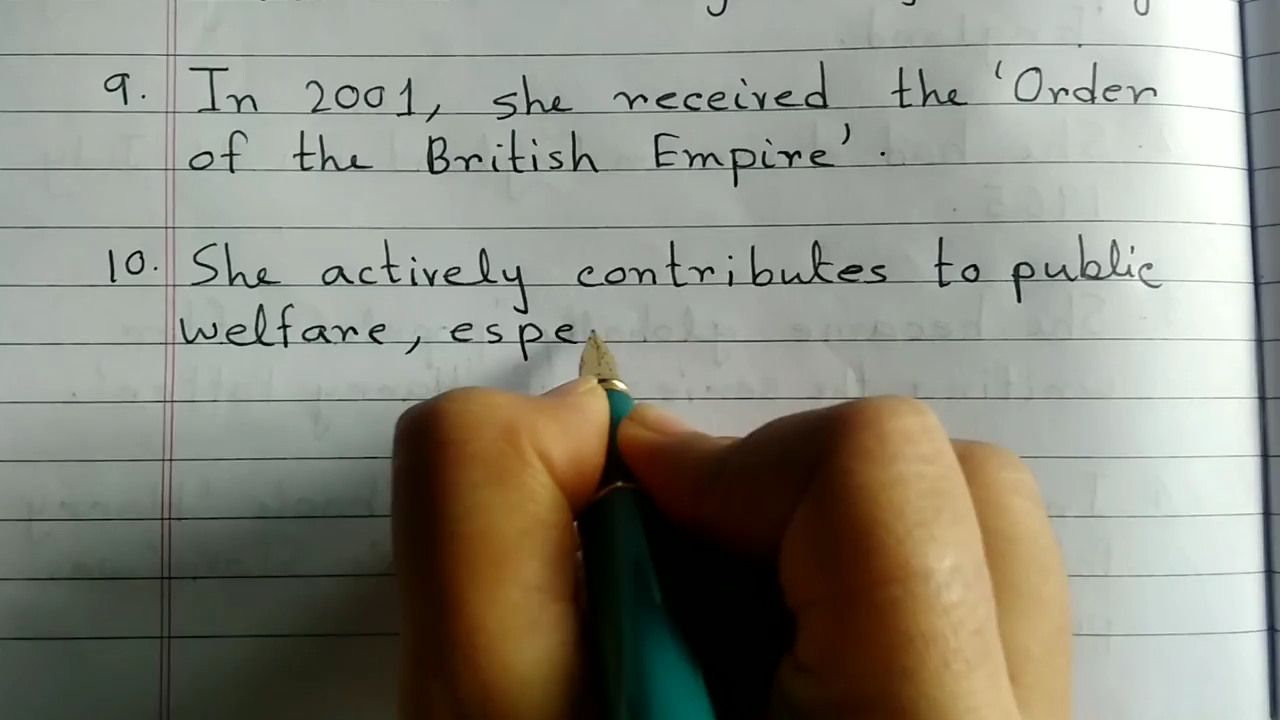 9. In 2001, she received the 'Order
of the British Empire'.
10. She actively contributes to public
welfare, espe